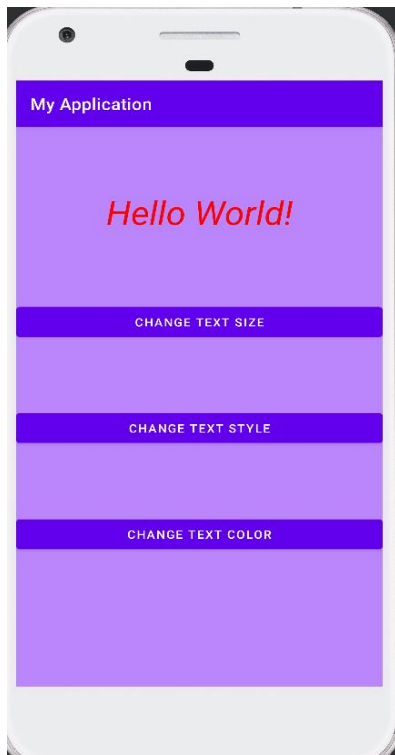 My Application
Hello World!
CHANGE TEXT SIZE
CHANGE TEXT STYLE
CHANGE TEXT COLOR